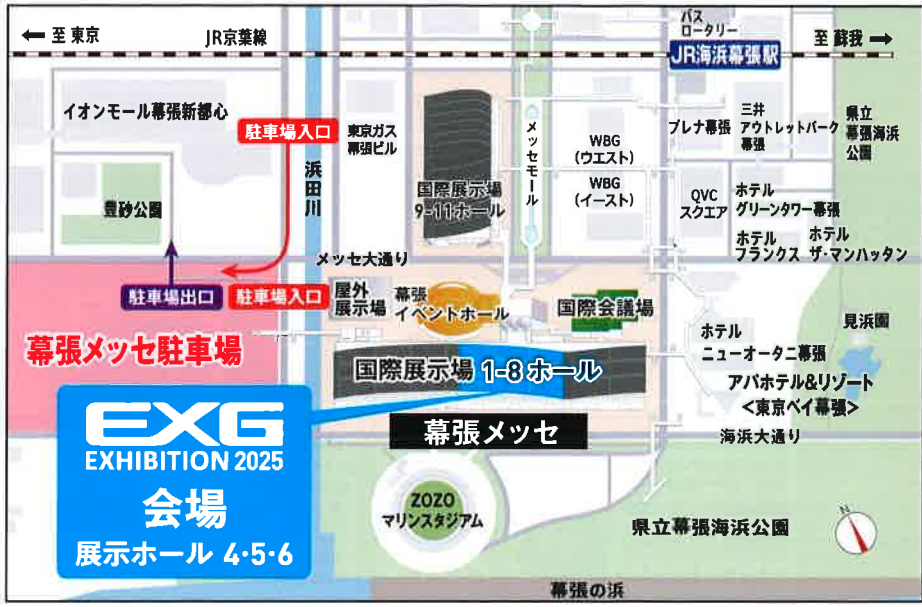 ← 至 東京
JR京葉線
バス
ロータリー
JR海浜幕張駅
至 蘇我 →
イオンモール幕張新都心
駐車場入口
東京ガス
幕張ビル
浜田川
豊砂公園
国際展示場
9-11ホール
メッセモール
WBG
(ウエスト)
WBG
(イースト)
プレナ幕張
三井
アウトレットパーク
幕張
県立
幕張海浜
公園
QVC
スクエア
ホテル
グリーンタワー幕張
ホテル
フランクス
ホテル
ザ・マンハッタン
メッセ大通り
駐車場出口
駐車場入口
屋外
展示場
幕張
イベントホール
国際会議場
幕張メッセ駐車場
国際展示場 1-8 ホール
ホテル
ニューオータニ幕張
見浜園
アパホテル&リゾート
<東京ベイ幕張>
幕張メッセ
海浜大通り
EXG
EXHIBITION 2025
会場
展示ホール 4・5・6
ZOZO
マリンスタジアム
県立幕張海浜公園
N
幕張の浜